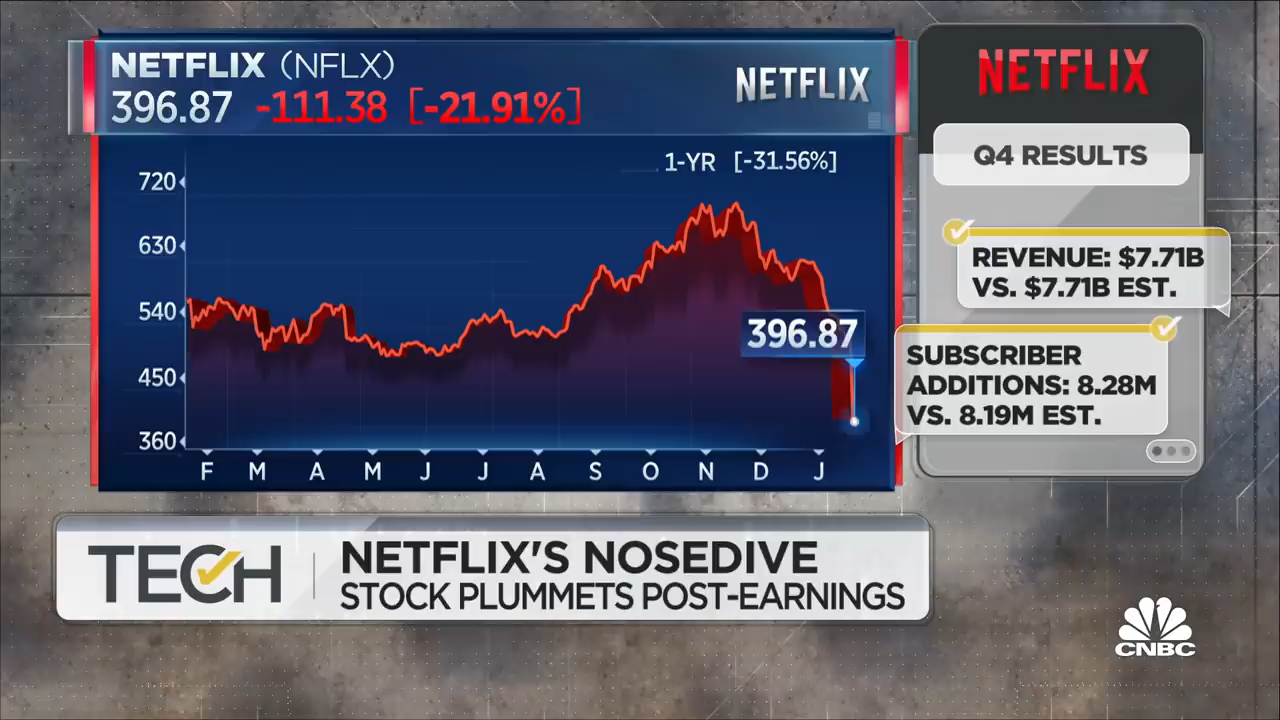 NETFLIX (NFLX)
396.87 -111.38 [-21.91%]
NETFLIX
1-YR [-31.56%]
720
630
540
450
360
396.87
F M A M J J A S O N D J
NETFLIX
Q4 RESULTS
REVENUE: $7.71B
VS. $7.71B EST.
SUBSCRIBER
ADDITIONS: 8.28M
VS. 8.19M EST.
TECH
NETFLIX'S NOSEDIVE
STOCK PLUMMETS POST-EARNINGS
CNBC